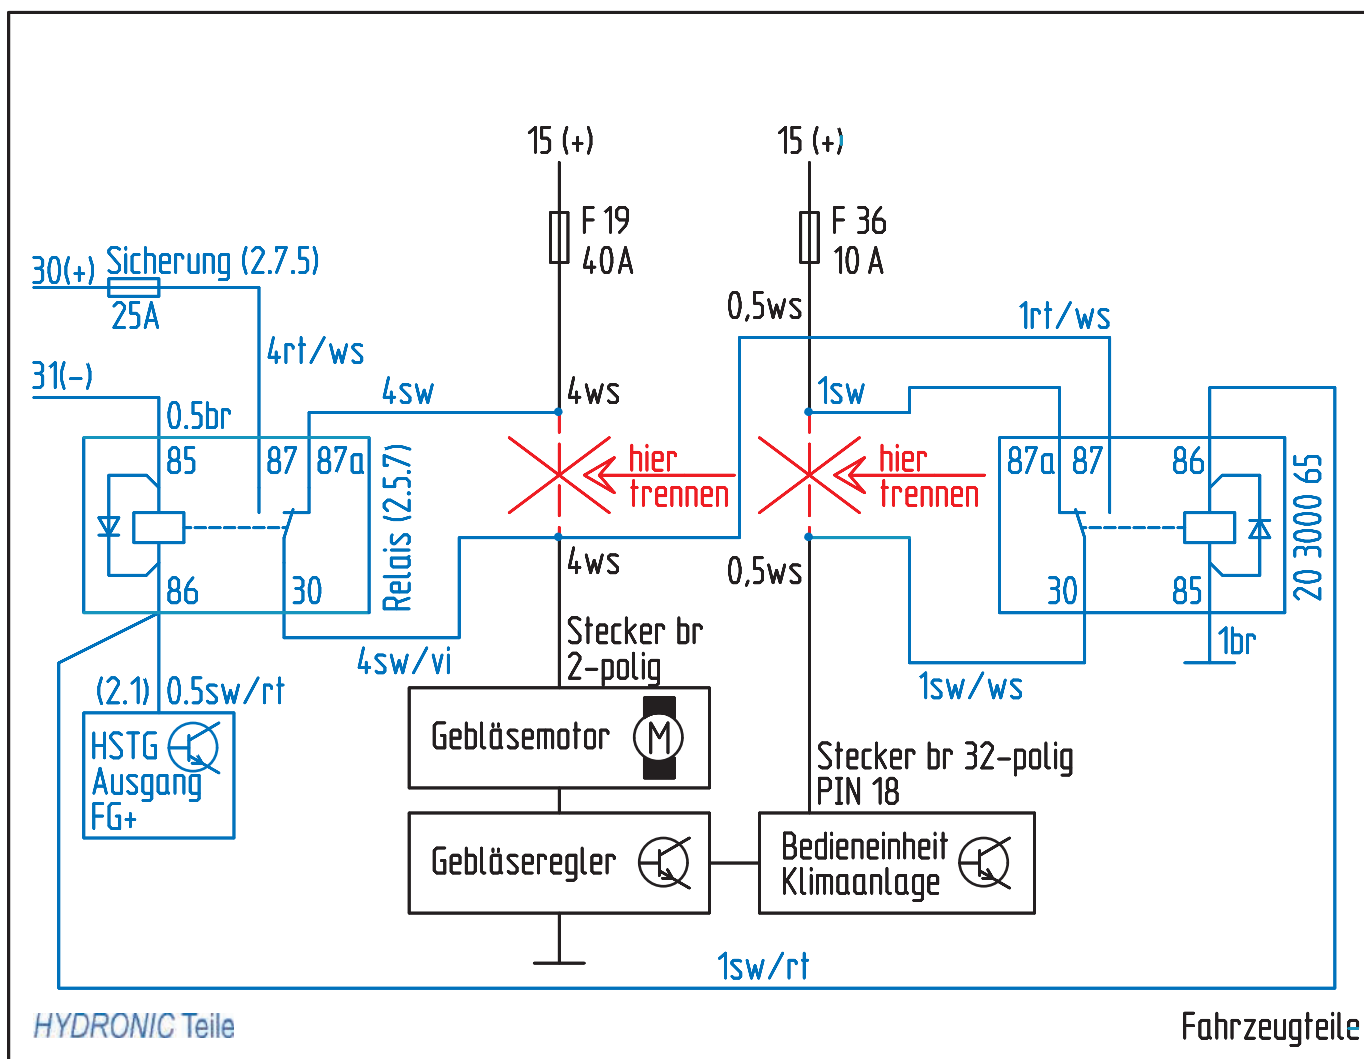 15 (+)
15 (+)
F 19
40A
F 36
10 A
30(+)
Sicherung (2.7.5)
25A
0,5ws
1rt/ws
4rt/ws
31(-)
4sw
4ws
1sw
0.5br
85
87
87a
hier
trennen
hier
trennen
87a
87
86
Relais (2.5.7)
20 3000 65
86
30
4ws
0,5ws
30
85
Stecker br
2-polig
1br
4sw/vi
1sw/ws
(2.1)
0.5sw/rt
HSTG
Ausgang
FG+
Gebläsemotor
M
Stecker br 32-polig
PIN 18
Gebläseregler
Bedieneinheit
Klimaanlage
1sw/rt
HYDRONIC Teile
Fahrzeugteile